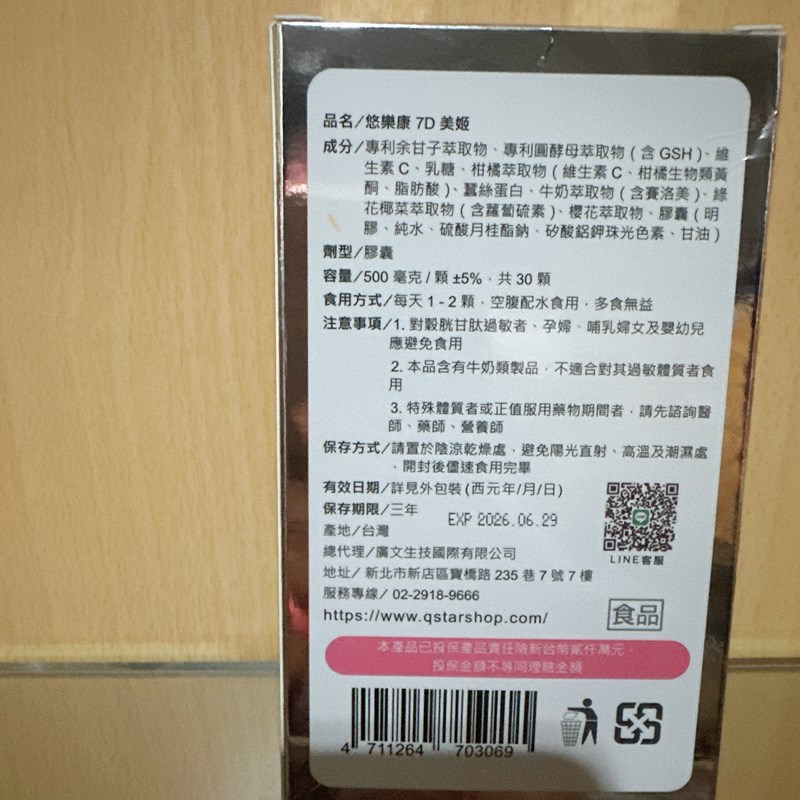 品名/悠樂康 7D 美姬
成分/專利余甘子萃取物、專利圓酵母萃取物(含 GSH)、維
生素 C、乳糖、柑橘萃取物(維生素 C、柑橘生物類黃
酮、脂肪酸)、蠶絲蛋白、牛奶萃取物(含賽洛美)、綠
花椰菜萃取物(含蘿蔔硫素)、櫻花萃取物、膠囊(明
膠、純水、硫酸月桂酯鈉、矽酸鋁鉀珠光色素、甘油)
劑型/膠囊
容量/500 毫克/顆 ±5%,共 30 顆
食用方式/每天 1 - 2 顆,空腹配水食用,多食無益
注意事項/1. 對穀胱甘肽過敏者、孕婦、哺乳婦女及嬰幼兒
應避免食用
2. 本品含有牛奶類製品,不適合對其過敏體質者食
用
3. 特殊體質者或正值服用藥物期間者,請先諮詢醫
師、藥師、營養師
保存方式/請置於陰涼乾燥處,避免陽光直射、高溫及潮濕處
、開封後儘速食用完畢
有效日期/詳見外包裝(西元年/月/日)
保存期限/三年
EXP 2026.06.29
產地/台灣
LINE客服
總代理/廣文生技國際有限公司
地址/ 新北市新店區寶橋路 235 巷 7 號 7 樓
服務專線/ 02-2918-9666
https://www.qstarshop.com/
食品
本產品已投保產品責任險新台幣貳仟萬元,
投保金額不等同理賠金額
4 711264 703069